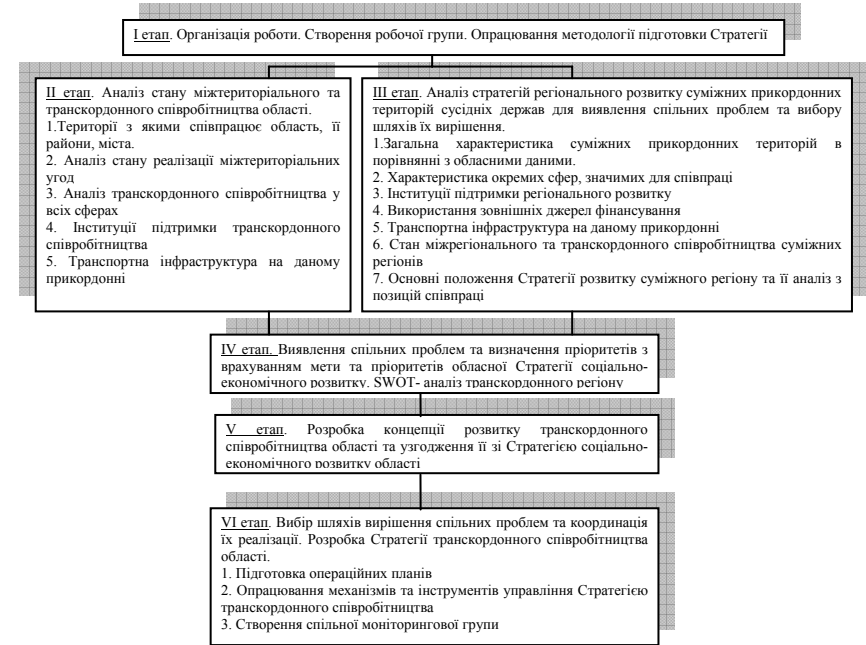 І етап. Організація роботи. Створення робочої групи. Опрацювання методології підготовки Стратегії
ІІ етап. Аналіз стану міжтериторіального та
транскордонного співробітництва області.
1.Території з якими співпрацює область, її
райони, міста.
2. Аналіз стану реалізації міжтериторіальних
угод
3. Аналіз транскордонного співробітництва у
всіх сферах
4. Інституції підтримки транскордонного
співробітництва
5. Транспортна інфраструктура на даному
прикордонні
ІІІ етап. Аналіз стратегій регіонального розвитку суміжних прикордонних
територій сусідніх держав для виявлення спільних проблем та вибору
шляхів їх вирішення.
1.Загальна характеристика суміжних прикордонних територій в
порівнянні з обласними даними.
2. Характеристика окремих сфер, значимих для співпраці
3. Інституції підтримки регіонального розвитку
4. Використання зовнішніх джерел фінансування
5. Транспортна інфраструктура на даному прикордонні
6. Стан міжрегіонального та транскордонного співробітництва суміжних
регіонів
7. Основні положення Стратегії розвитку суміжного регіону та її аналіз з
позицій співпраці
IV етап. Виявлення спільних проблем та визначення пріоритетів з
врахуванням мети та пріоритетів обласної Стратегії соціально-
економічного розвитку. SWOT- аналіз транскордонного регіону
V етап. Розробка концепції розвитку транскордонного
співробітництва області та узгодження її зі Стратегією соціально-
економічного розвитку області
VI етап. Вибір шляхів вирішення спільних проблем та координація
їх реалізації. Розробка Стратегії транскордонного співробітництва
області.
1. Підготовка операційних планів
2. Опрацювання механізмів та інструментів управління Стратегією
транскордонного співробітництва
3. Створення спільної моніторингової групи